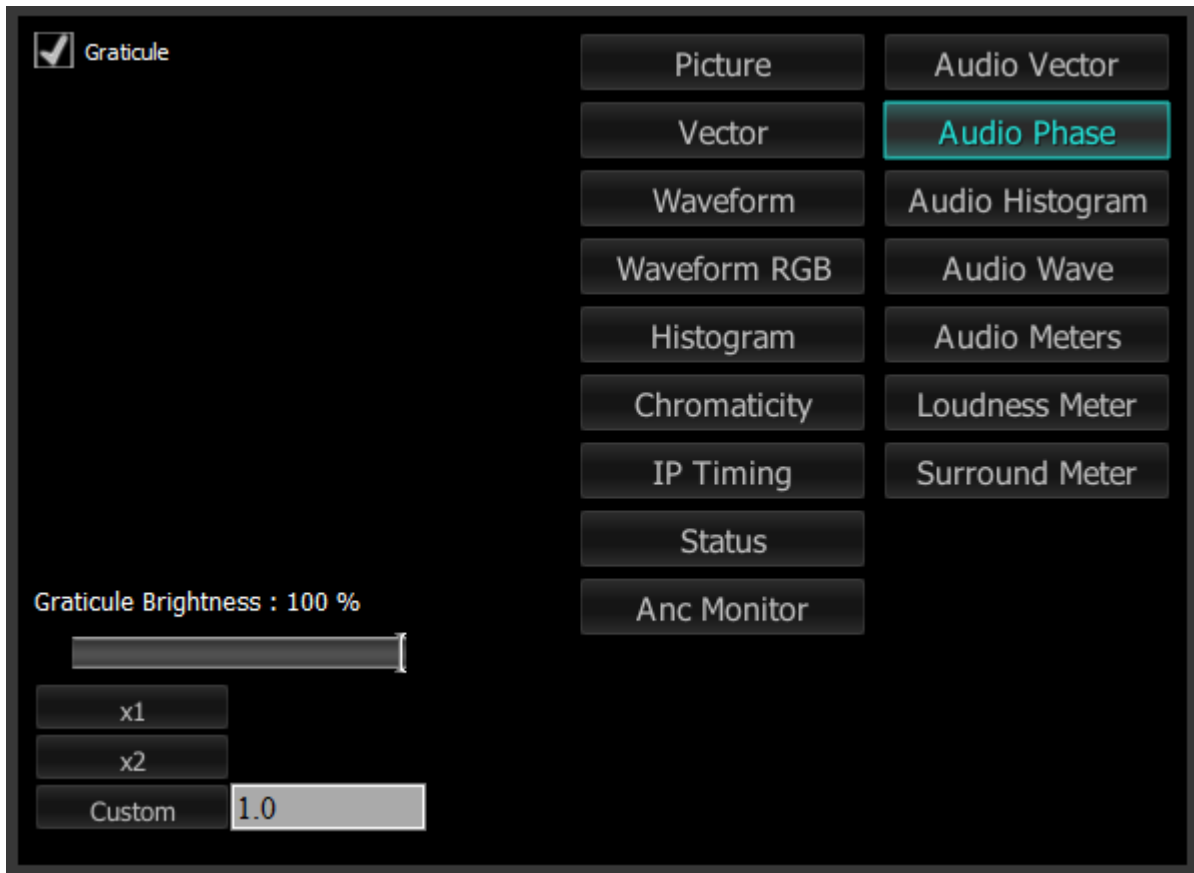 Graticule
Picture
Audio Vector
Vector
Audio Phase
Waveform
Audio Histogram
Waveform RGB
Audio Wave
Histogram
Audio Meters
Chromaticity
Loudness Meter
IP Timing
Surround Meter
Status
Anc Monitor
Graticule Brightness : 100 %
x1
x2
Custom
1.0